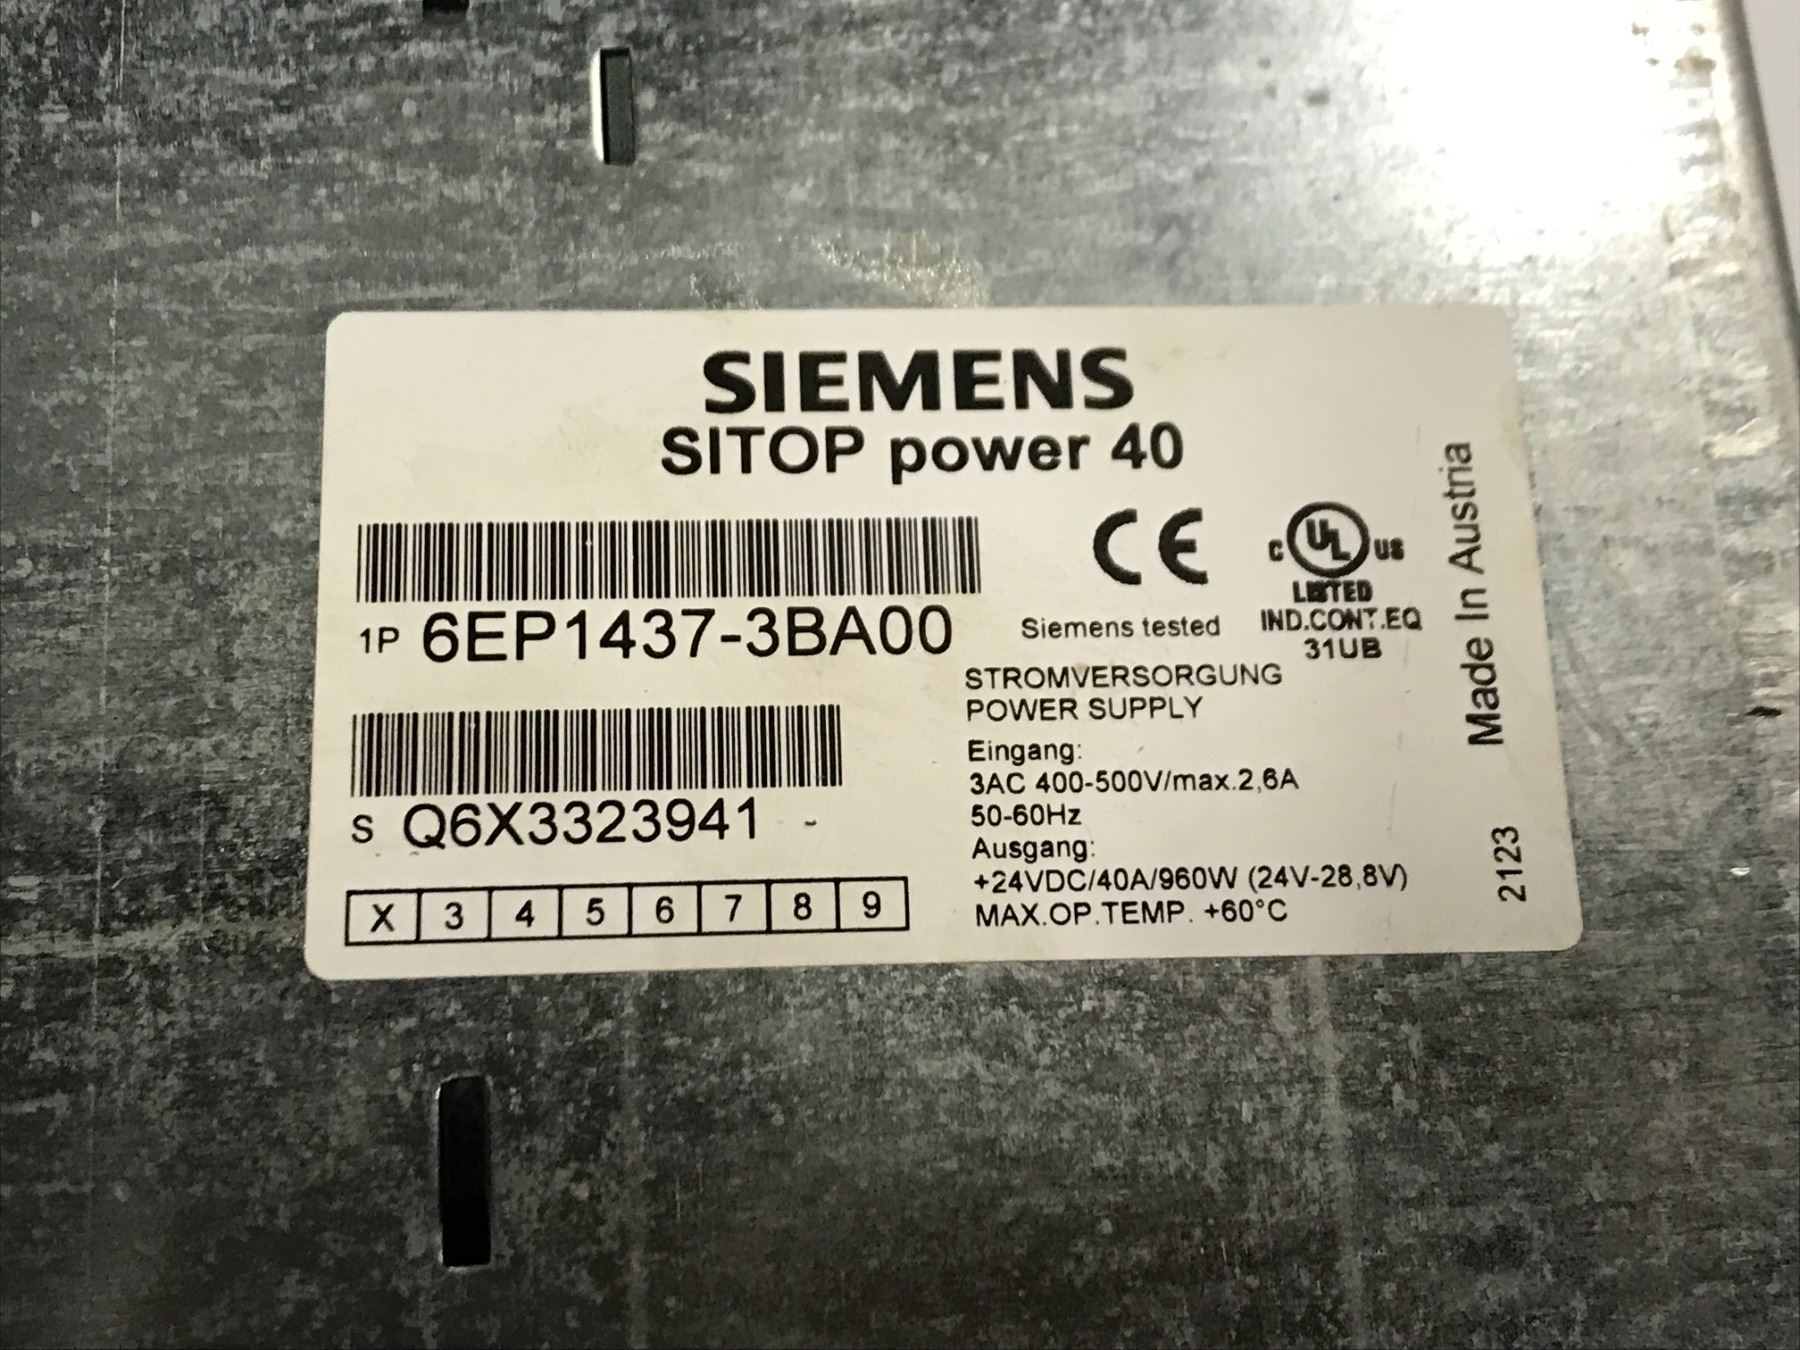 SIEMENS
SITOP power 40
CE
C UL US
LISTED
IND.CONT.EQ
31UB
Siemens tested
1P 6EP1437-3BA00
STROMVERSORGUNG
POWER SUPPLY
Eingang:
3AC 400-500V/max.2,6A
50-60Hz
Ausgang:
+24VDC/40A/960W (24V-28,8V)
MAX.OP.TEMP. +60°C
S Q6X3323941
X 3 4 5 6 7 8 9
Made In Austria
2123